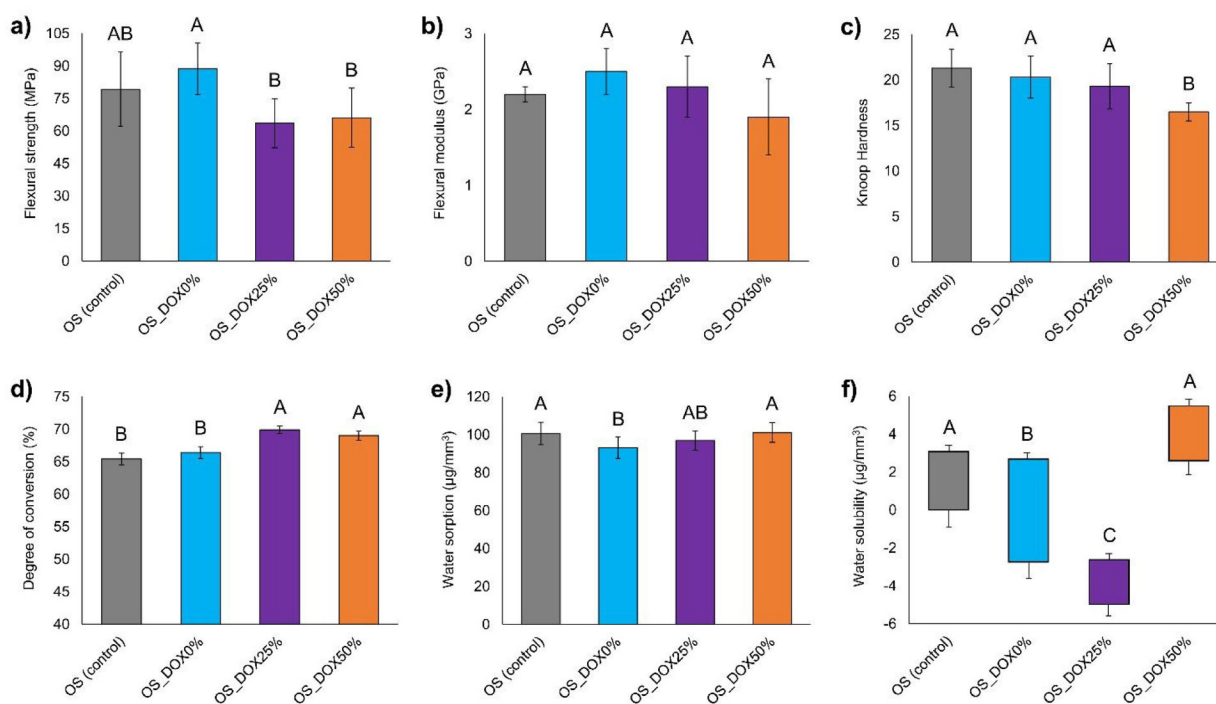 a)
Flexural strength (MPa)
105
90
75
60
45
30
15
0
AB
A
B
B
OS (control)
OS_DOX0%
OS_DOX25%
OS_DOX50%
b)
Flexural modulus (GPa)
3
2
1
0
A
A
A
A
OS (control)
OS_DOX0%
OS_DOX25%
OS_DOX50%
c)
Knoop Hardness
25
20
15
10
5
0
A
A
A
B
OS (control)
OS_DOX0%
OS_DOX25%
OS_DOX50%
d)
Degree of conversion (%)
75
70
65
60
55
50
45
40
B
B
A
A
OS (control)
OS_DOX0%
OS_DOX25%
OS_DOX50%
e)
Water sorption (µg/mm³)
120
100
80
60
40
20
0
A
B
AB
A
OS (control)
OS_DOX0%
OS_DOX25%
OS_DOX50%
f)
Water solubility (µg/mm³)
6
4
2
0
-2
-4
-6
A
B
C
A
OS (control)
OS_DOX0%
OS_DOX25%
OS_DOX50%